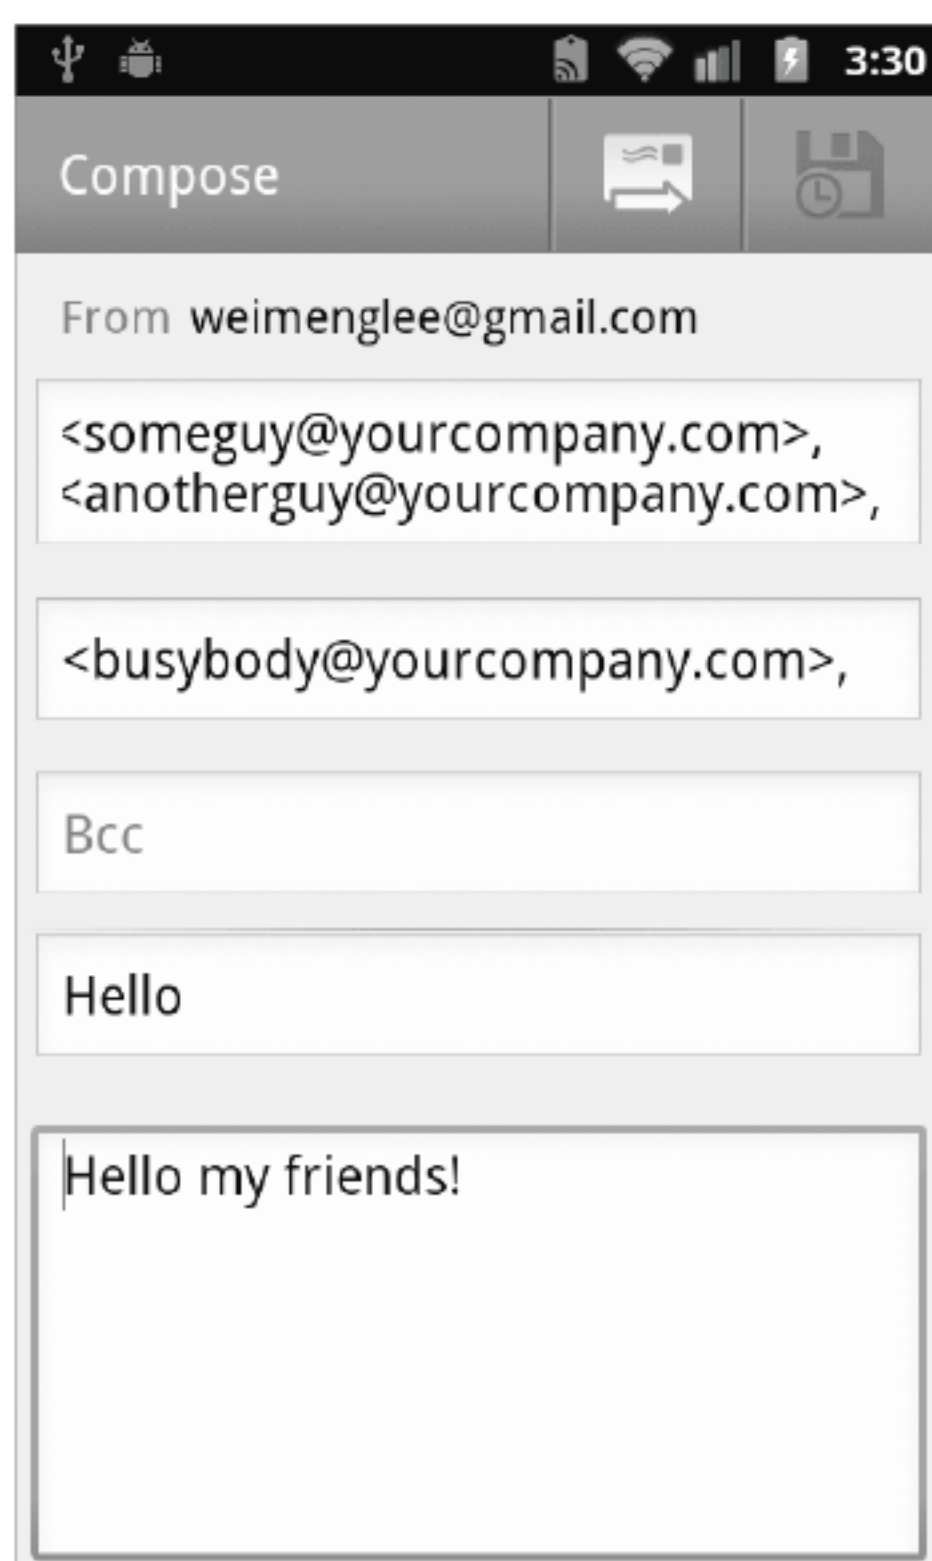 3:30
Compose
From weimenglee@gmail.com
<someguy@yourcompany.com>,
<anotherguy@yourcompany.com>,
<busybody@yourcompany.com>,
Bcc
Hello
Hello my friends!